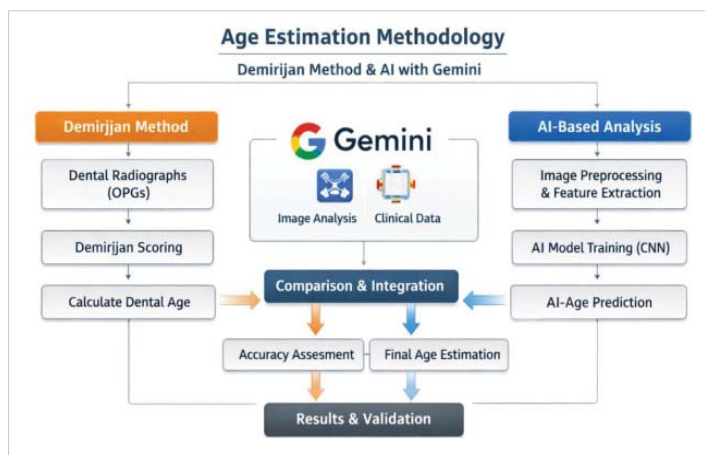 Age Estimation Methodology
Demirijan Method & AI with Gemini
Demirjjan Method
Dental Radiographs
(OPGs)
Demirjjan Scoring
Calculate Dental Age
G Gemini
Image Analysis
Clinical Data
AI-Based Analysis
Image Preprocessing
& Feature Extraction
AI Model Training (CNN)
AI-Age Prediction
Comparison & Integration
Accuracy Assesment
Final Age Estimation
Results & Validation